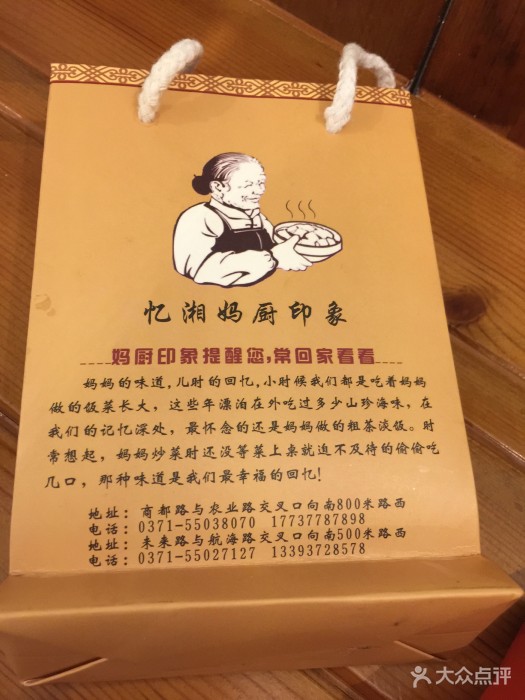 忆湘妈厨印象
妈厨印象提醒您,常回家看看
妈妈的味道,儿时的回忆,小时候我们都是吃着妈妈
做的饭菜长大，这些年漂泊在外吃过多少山珍海味，在
我们的记忆深处，最怀念的还是妈妈做的粗茶淡饭。时
常想起，妈妈炒菜时还没等菜上桌就迫不及待的偷偷吃
几口，那种味道是我们最幸福的回忆!
地址：商都路与农业路交叉口向南800米路西
电话：0371-55038070 17737787898
地址：未来路与航海路交叉口向南500米路西
电话：0371-55027127 13393728578
大众点评